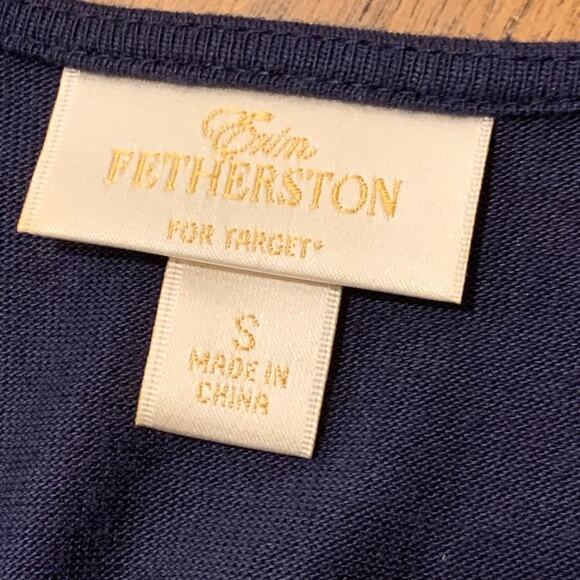 Erin
FETHERSTON
FOR TARGET*
S
MADE IN
CHINA